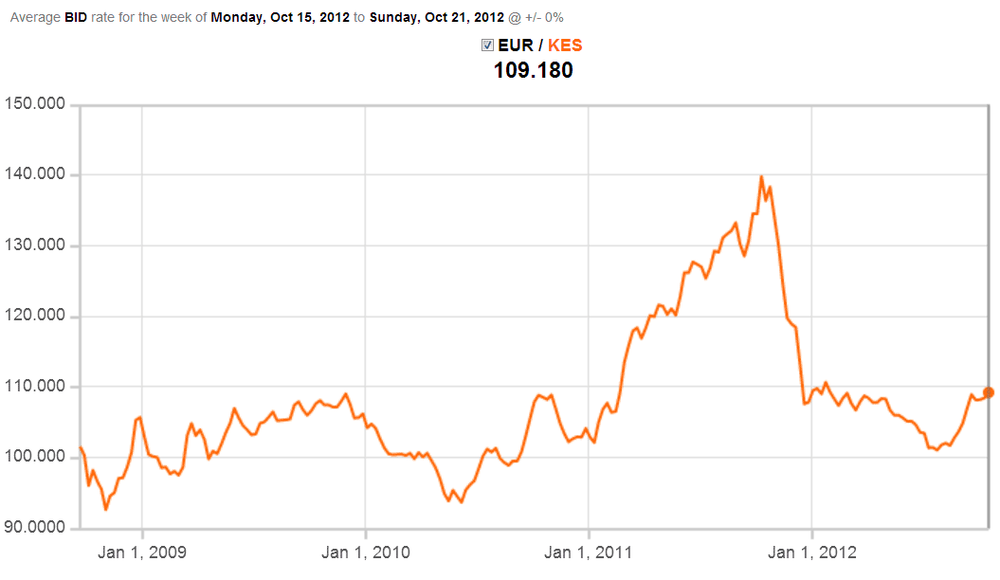 Average BID rate for the week of Monday, Oct 15, 2012 to Sunday, Oct 21, 2012 @ +/- 0%
EUR / KES
109.180
150.000
140.000
130.000
120.000
110.000
100.000
90.0000
Jan 1, 2009 Jan 1, 2010 Jan 1, 2011 Jan 1, 2012